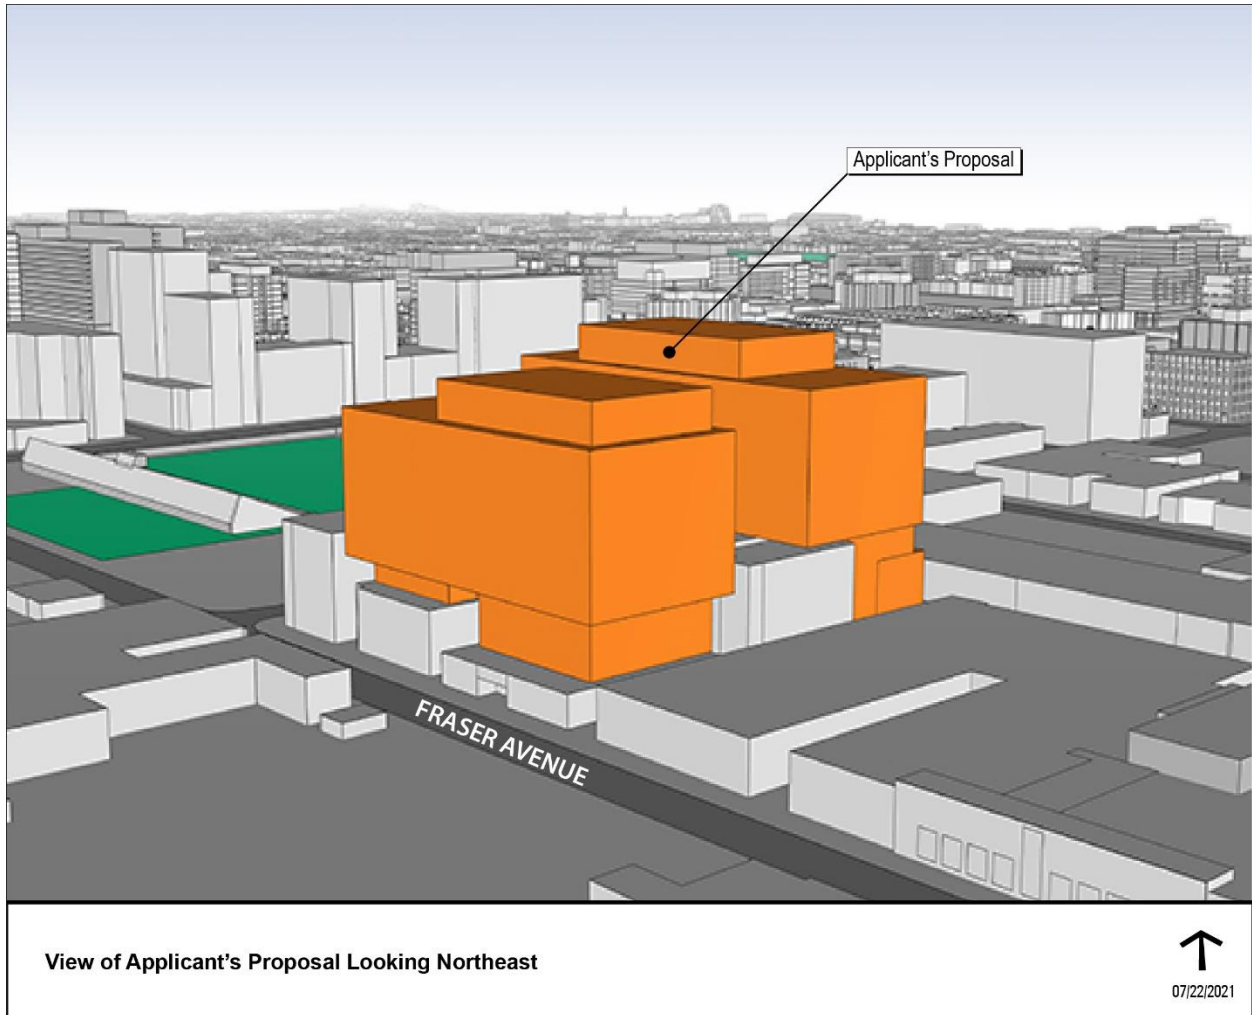 Applicant’s Proposal
FRASER AVENUE
View of Applicant’s Proposal Looking Northeast
07/22/2021